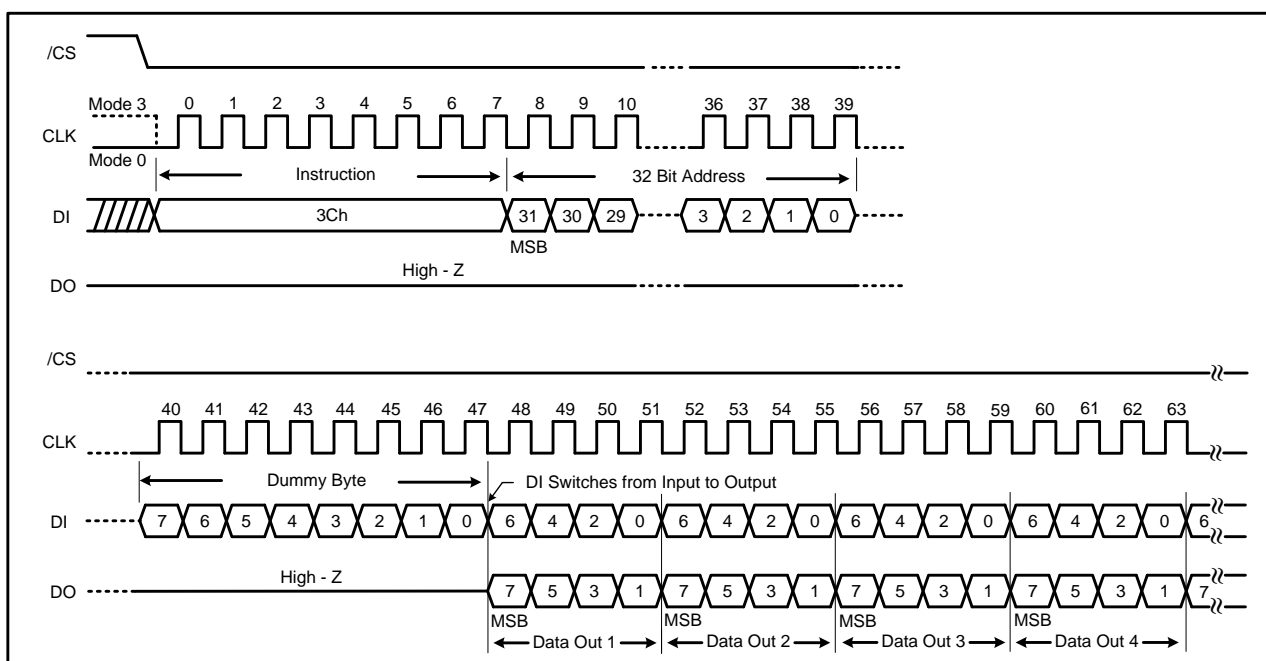 /CS
Mode 3 0 1 2 3 4 5 6 7 8 9 10 36 37 38 39
CLK
Mode 0
Instruction 32 Bit Address
DI 3Ch 31 30 29 3 2 1 0
MSB
High - Z
DO
/CS
40 41 42 43 44 45 46 47 48 49 50 51 52 53 54 55 56 57 58 59 60 61 62 63
CLK
Dummy Byte DI Switches from Input to Output
DI 7 6 5 4 3 2 1 0 6 4 2 0 6 4 2 0 6 4 2 0 6 4 2 0 6
High - Z
DO 7 5 3 1 7 5 3 1 7 5 3 1 7 5 3 1 7
MSB MSB MSB MSB
Data Out 1 Data Out 2 Data Out 3 Data Out 4